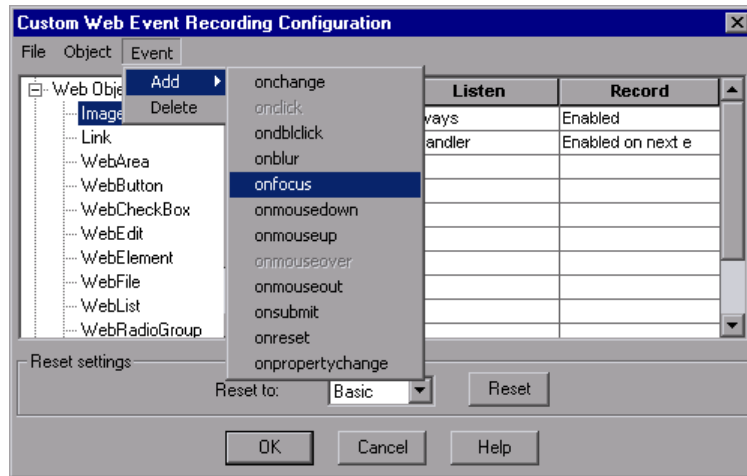 Custom Web Event Recording Configuration
File Object Event
Add
Delete
onchange
onclick
ondblclick
onblur
onfocus
onmousedown
onmouseup
onmouseover
onmouseout
onsubmit
onreset
onpropertychange
Web Obje
Image
Link
WebArea
WebButton
WebCheckBox
WebEdit
WebElement
WebFile
WebList
WebRadioGroup
Listen Record
ways Enabled
andler Enabled on next e
Reset settings
Reset to: Basic Reset
OK Cancel Help